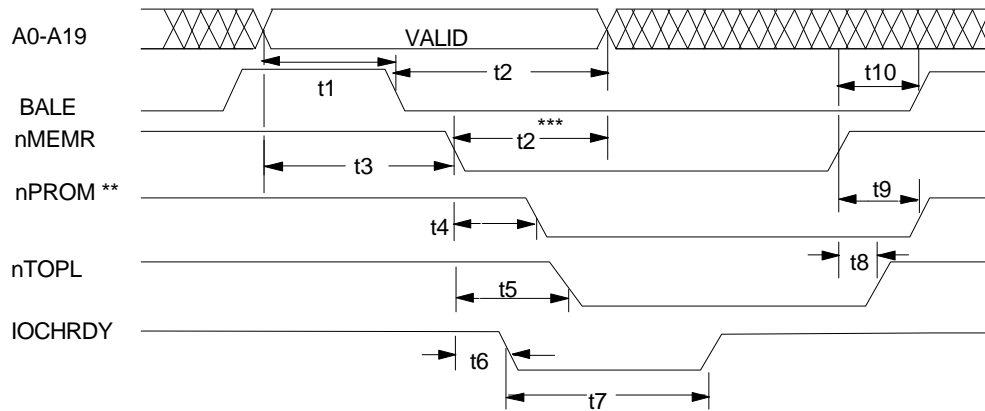 A0-A19
VALID
t1
t2
t10
BALE
nMEMR
***
t2
t3
nPROM **
t9
t4
t8
nTOPL
t5
IOCHRDY
t6
t7